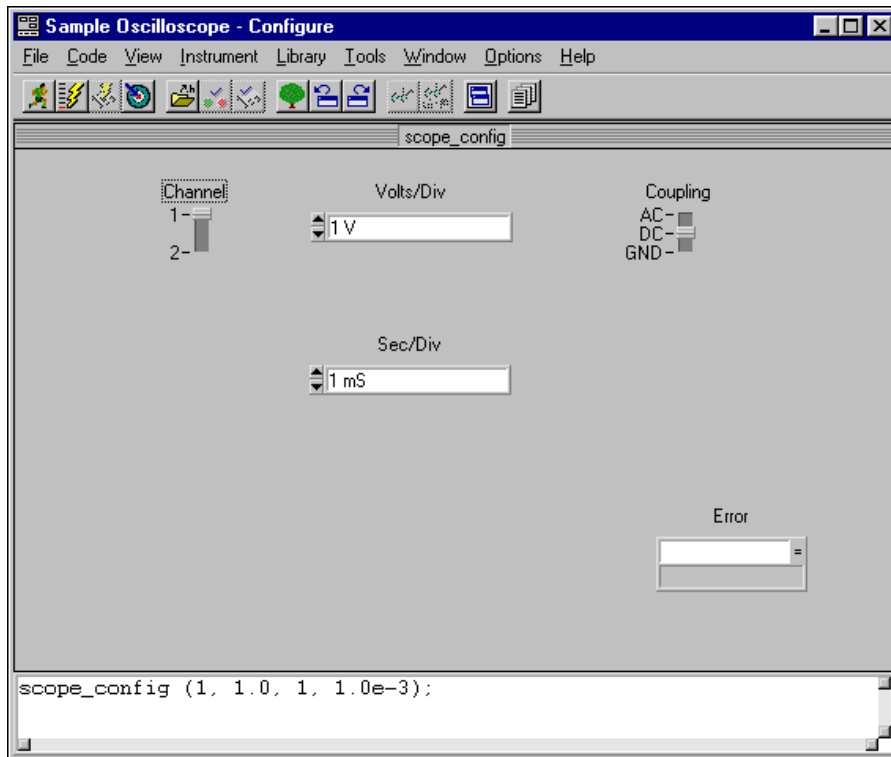 Sample Oscilloscope - Configure
File Code View Instrument Library Tools Window Options Help
scope_config
Channel
1
2
Volts/Div
1 V
Coupling
AC
DC
GND
Sec/Div
1 mS
Error
=
scope_config (1, 1.0, 1, 1.0e-3);